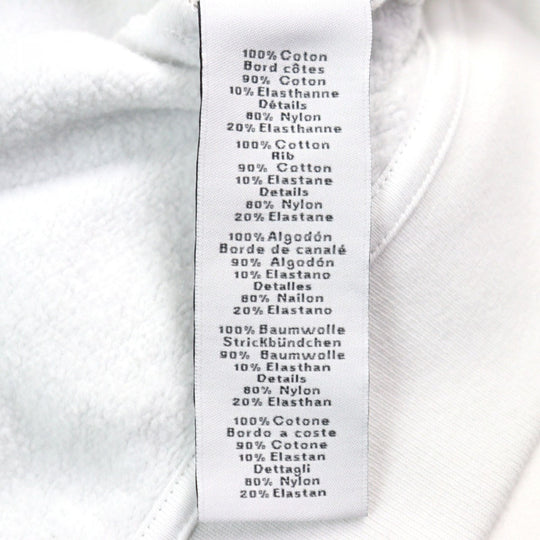 100% Coton
Bord côtes
90% Coton
10% Elasthanne
Détails
80% Nylon
20% Elasthanne
100% Cotton
Rib
90% Cotton
10% Elastane
Details
80% Nylon
20% Elastane
100% Algodón
Borde de canalé
90% Algodón
10% Elastano
Detalles
80% Nailon
20% Elastano
100% Baumwolle
Strickbündchen
90% Baumwolle
10% Elasthan
Details
80% Nylon
20% Elasthan
100% Cotone
Bordo a coste
90% Cotone
10% Elastan
Dettagli
80% Nylon
20% Elastan